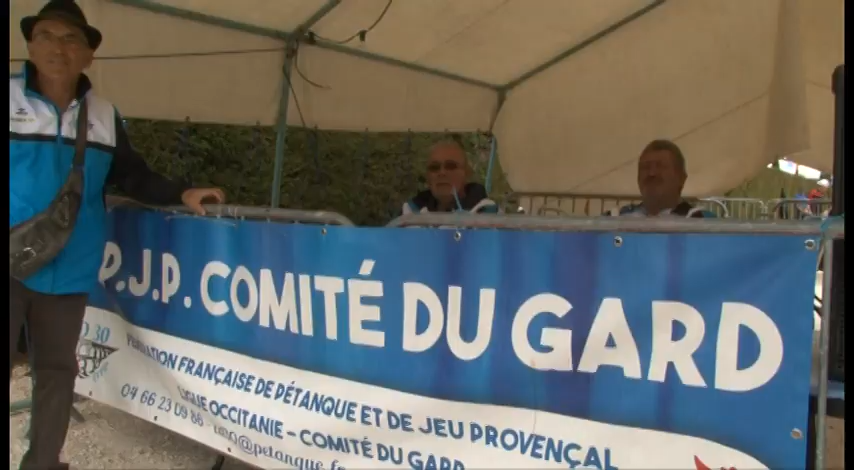 P.J.P. COMITÉ DU GARD
30
FÉDÉRATION FRANÇAISE DE PÉTANQUE ET DE JEU PROVENÇAL
LIGUE OCCITANIE - COMITÉ DU GARD
04 66 23 09 88